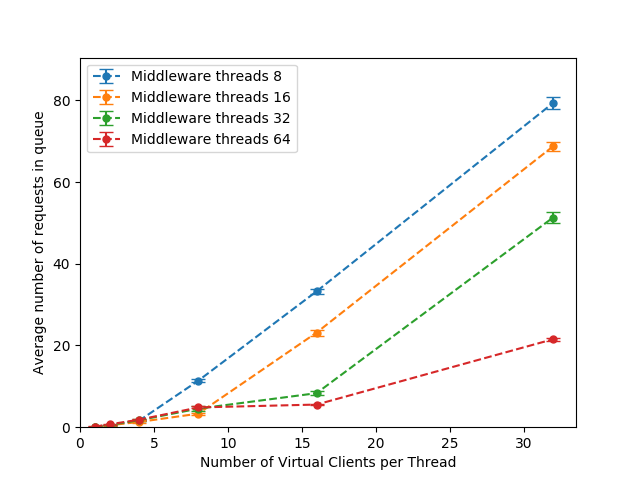 Middleware threads 8
Middleware threads 16
Middleware threads 32
Middleware threads 64
Average number of requests in queue
80
60
40
20
0
0 5 10 15 20 25 30
Number of Virtual Clients per Thread